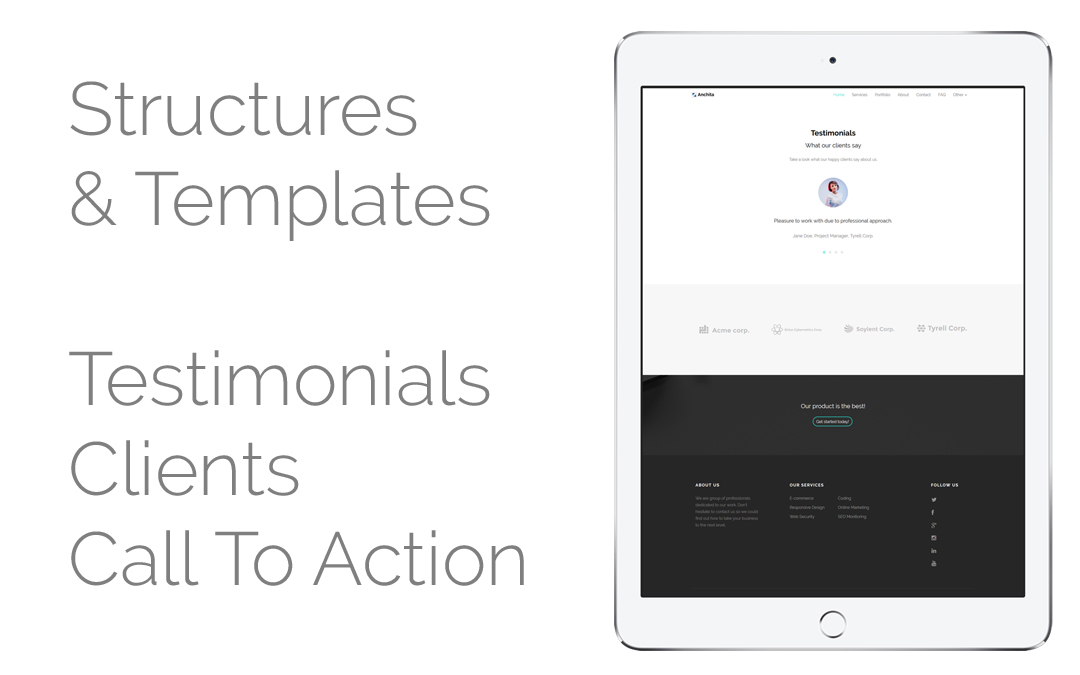 Structures
& Templates
Testimonials
Clients
Call To Action
Anchita
Home Services Portfolio About Contact FAQ Other
Testimonials
What our clients say
Take a look what our happy clients say about us.
Pleasure to work with due to professional approach.
Jane Doe, Project Manager, Tyrell Corp.
Acme corp.
Soylent Corp.
Tyrell Corp.
Our product is the best!
Get started today!
ABOUT US
We are group of professionals
dedicated to our work. Don't
hesitate to contact us so we could
find out how to take your business
to the next level.
OUR SERVICES
E-commerce
Responsive Design
Web Security
Coding
Online Marketing
SEO Monitoring
FOLLOW US